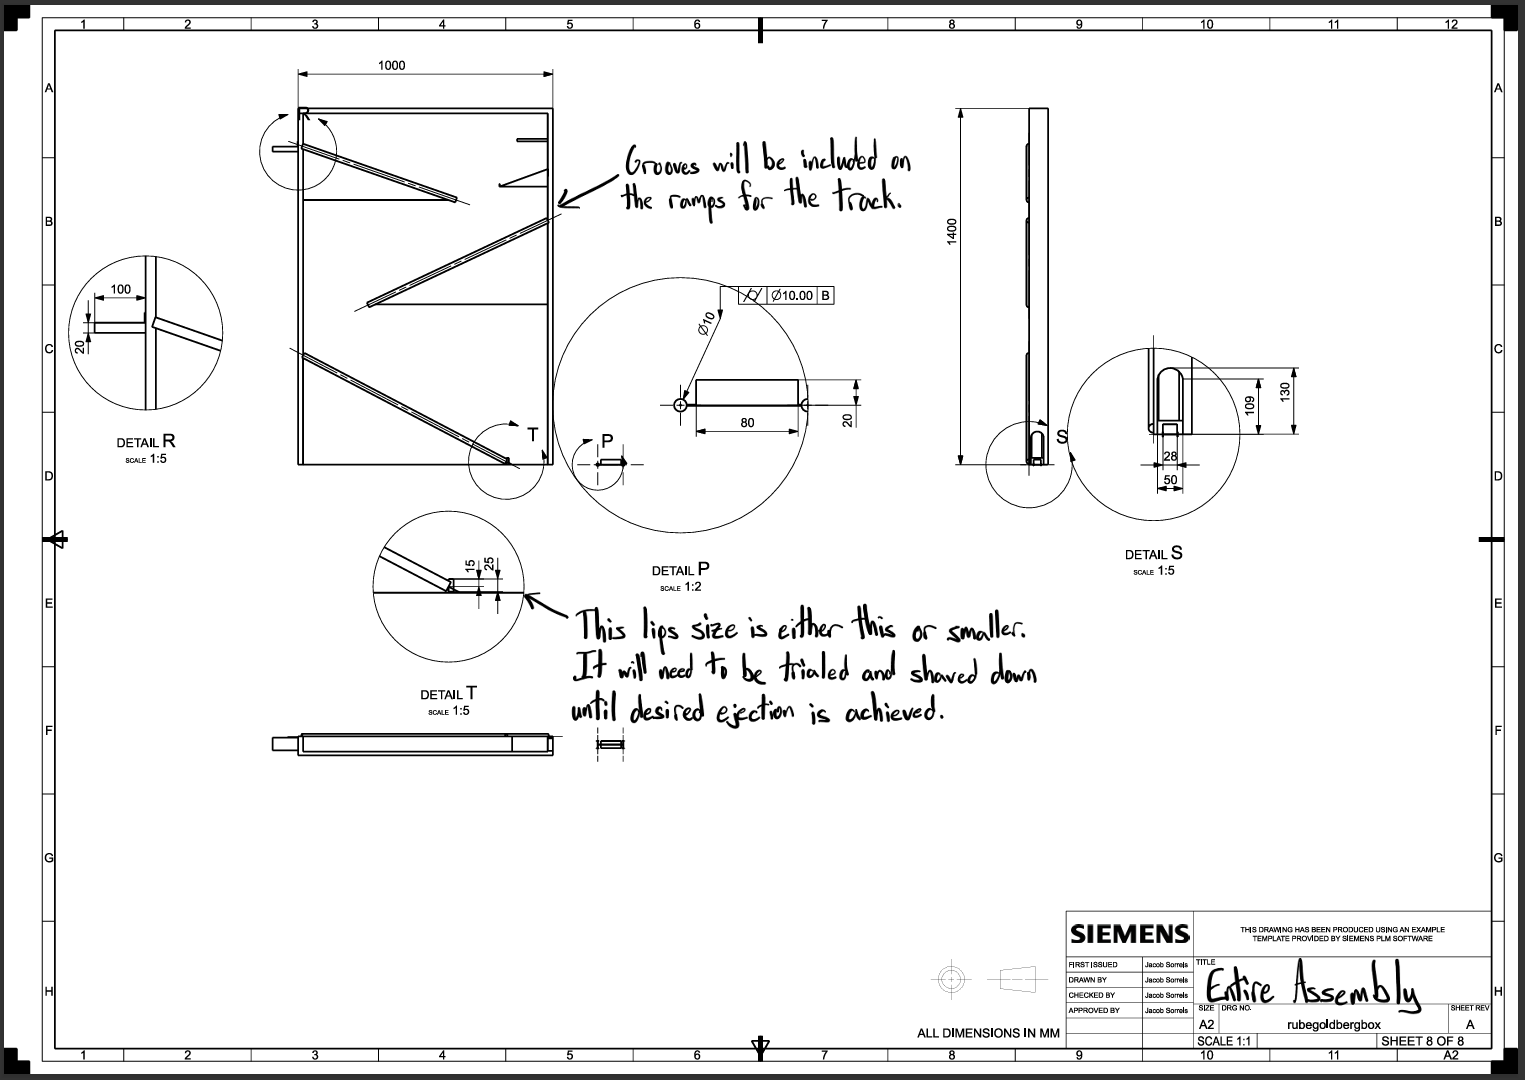 1 2 3 4 5 6 7 8 9 10 11 12
A A
1000
Grooves will be included on
the ramps for the track.
B B
1400
100
20
C C
DETAIL R
SCALE 1:5
⌭ Ø10.00 B
Ø10
80
20
T
P
D D
DETAIL P
SCALE 1:2
S
109
130
28
50
DETAIL S
SCALE 1:5
15
25
E E
DETAIL T
SCALE 1:5
This lips size is either this or smaller.
It will need to be trialed and shaved down
until desired ejection is achieved.
F F
G G
H H
SIEMENS
THIS DRAWING HAS BEEN PRODUCED USING AN EXAMPLE
TEMPLATE PROVIDED BY SIEMENS PLM SOFTWARE
FIRST ISSUED Jacob Sorrels
DRAWN BY Jacob Sorrels
CHECKED BY Jacob Sorrels
APPROVED BY Jacob Sorrels
TITLE
Entire Assembly
SIZE DRG NO. SHEET REV
A2 rubegoldbergbox A
SCALE 1:1 SHEET 8 OF 8
ALL DIMENSIONS IN MM
1 2 3 4 5 6 7 8 9 10 11 A2